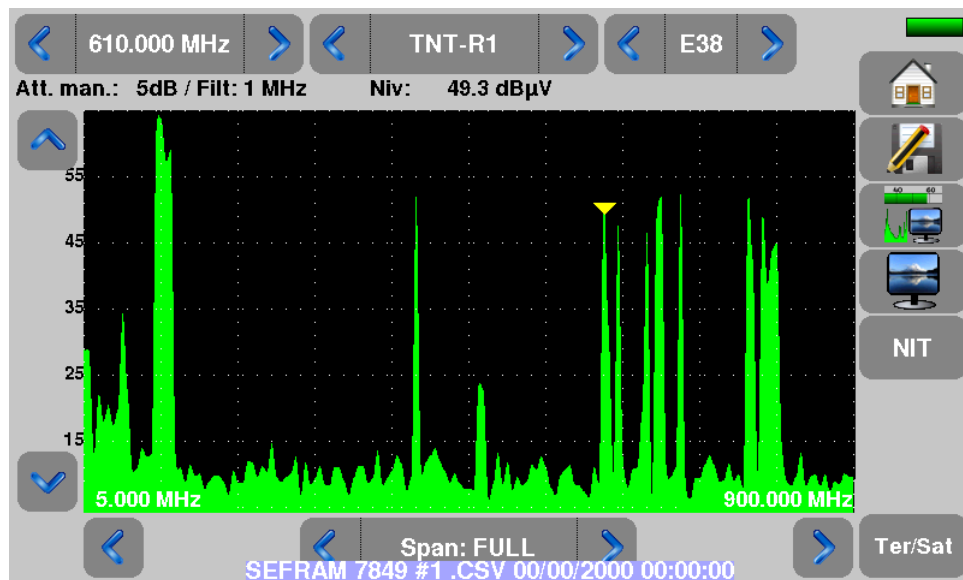 610.000 MHz
TNT-R1
E38
Att. man.: 5dB / Filt: 1 MHz
Niv: 49.3 dBµV
40 60
55
45
35
25
15
5.000 MHz
900.000 MHz
NIT
Span: FULL
Ter/Sat
SEFRAM 7849 #1 .CSV 00/00/2000 00:00:00